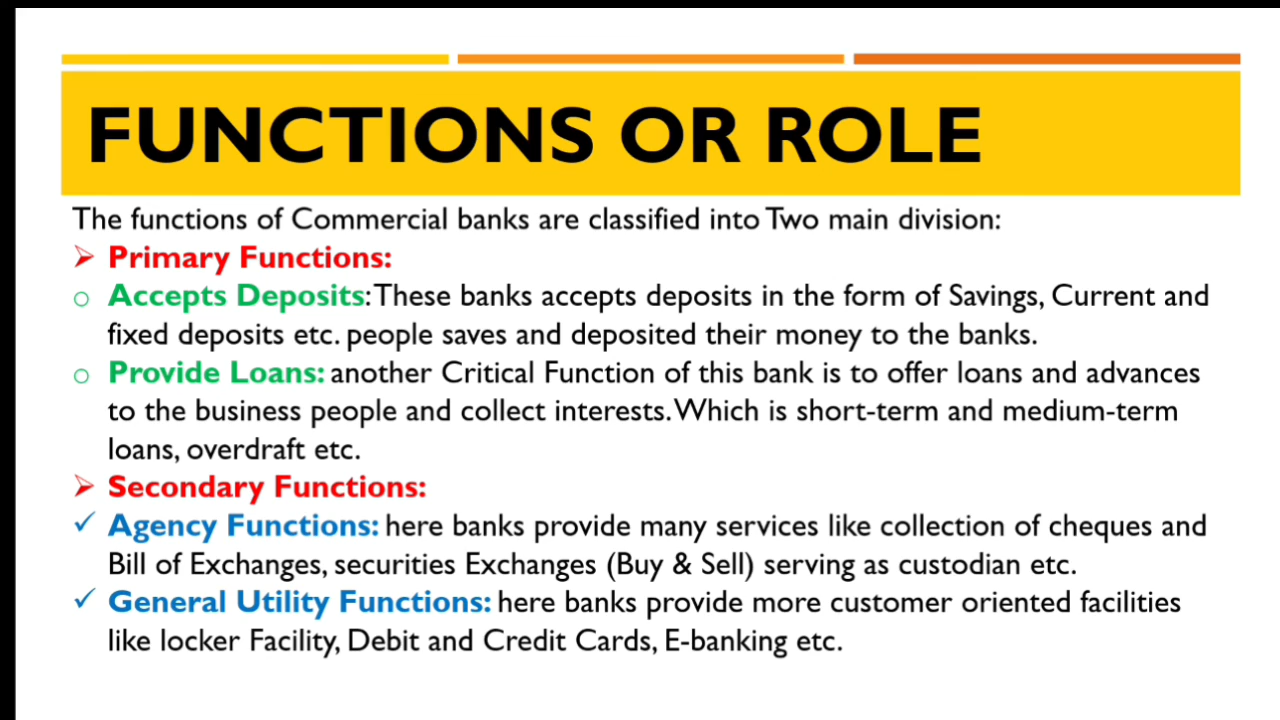 FUNCTIONS OR ROLE
The functions of Commercial banks are classified into Two main division:
➢ Primary Functions:
o Accepts Deposits: These banks accepts deposits in the form of Savings, Current and
fixed deposits etc. people saves and deposited their money to the banks.
o Provide Loans: another Critical Function of this bank is to offer loans and advances
to the business people and collect interests. Which is short-term and medium-term
loans, overdraft etc.
➢ Secondary Functions:
✓ Agency Functions: here banks provide many services like collection of cheques and
Bill of Exchanges, securities Exchanges (Buy & Sell) serving as custodian etc.
✓ General Utility Functions: here banks provide more customer oriented facilities
like locker Facility, Debit and Credit Cards, E-banking etc.